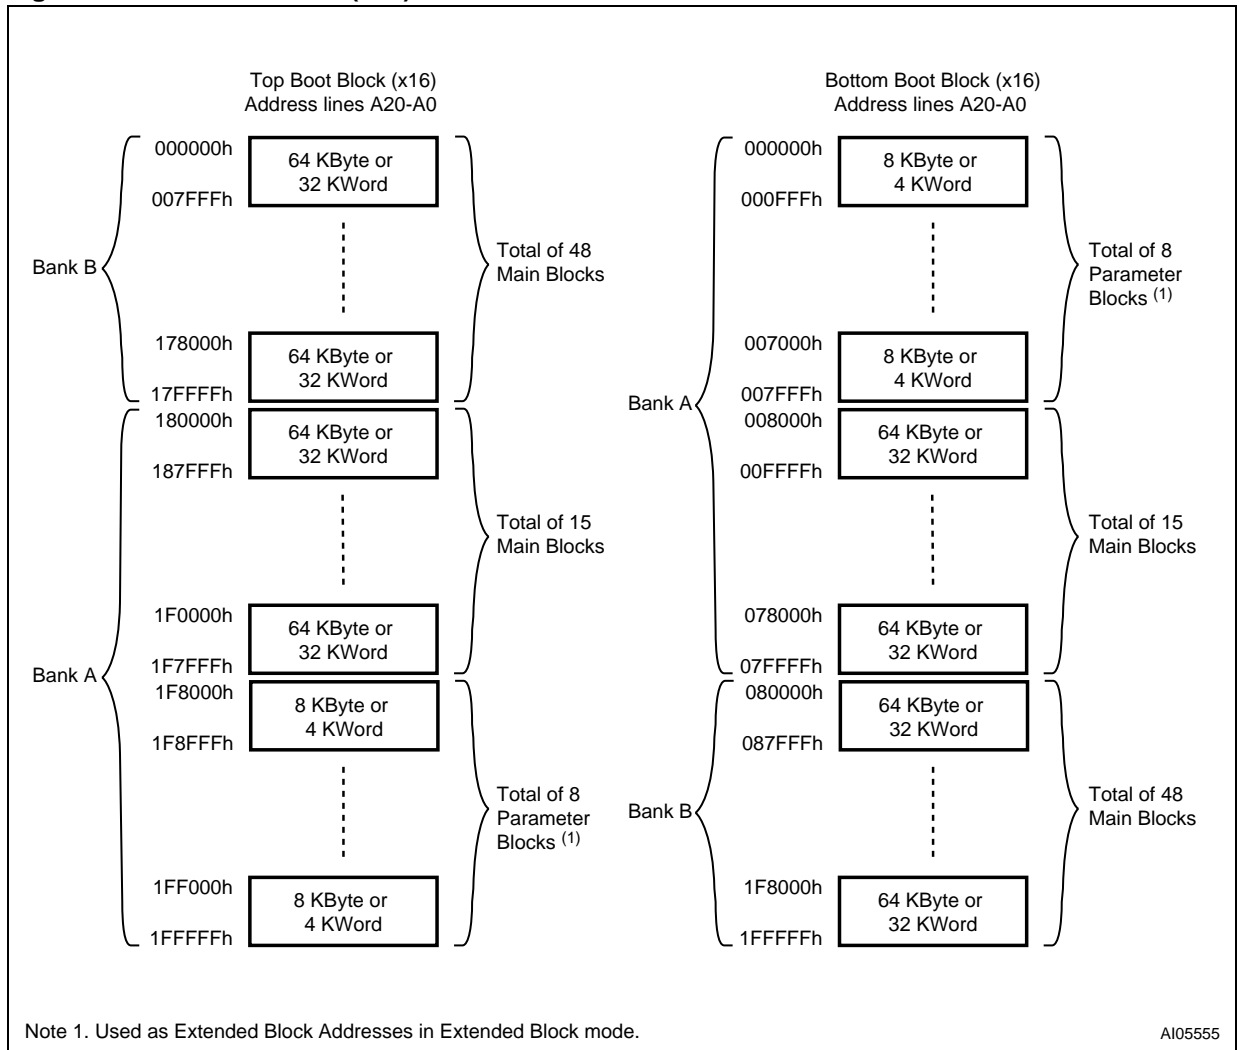 Top Boot Block (x16)
Address lines A20-A0
000000h
64 KByte or
32 KWord
007FFFh
Bank B
Total of 48
Main Blocks
178000h
64 KByte or
32 KWord
17FFFFh
180000h
64 KByte or
32 KWord
187FFFh
Total of 15
Main Blocks
1F0000h
64 KByte or
32 KWord
1F7FFFh
Bank A
1F8000h
8 KByte or
4 KWord
1F8FFFh
Total of 8
Parameter
Blocks (1)
1FF000h
8 KByte or
4 KWord
1FFFFFh
Bottom Boot Block (x16)
Address lines A20-A0
000000h
8 KByte or
4 KWord
000FFFh
Total of 8
Parameter
Blocks (1)
007000h
8 KByte or
4 KWord
007FFFh
Bank A
008000h
64 KByte or
32 KWord
00FFFFh
Total of 15
Main Blocks
078000h
64 KByte or
32 KWord
07FFFFh
080000h
64 KByte or
32 KWord
087FFFh
Bank B
Total of 48
Main Blocks
1F8000h
64 KByte or
32 KWord
1FFFFFh
Note 1. Used as Extended Block Addresses in Extended Block mode.
AI05555